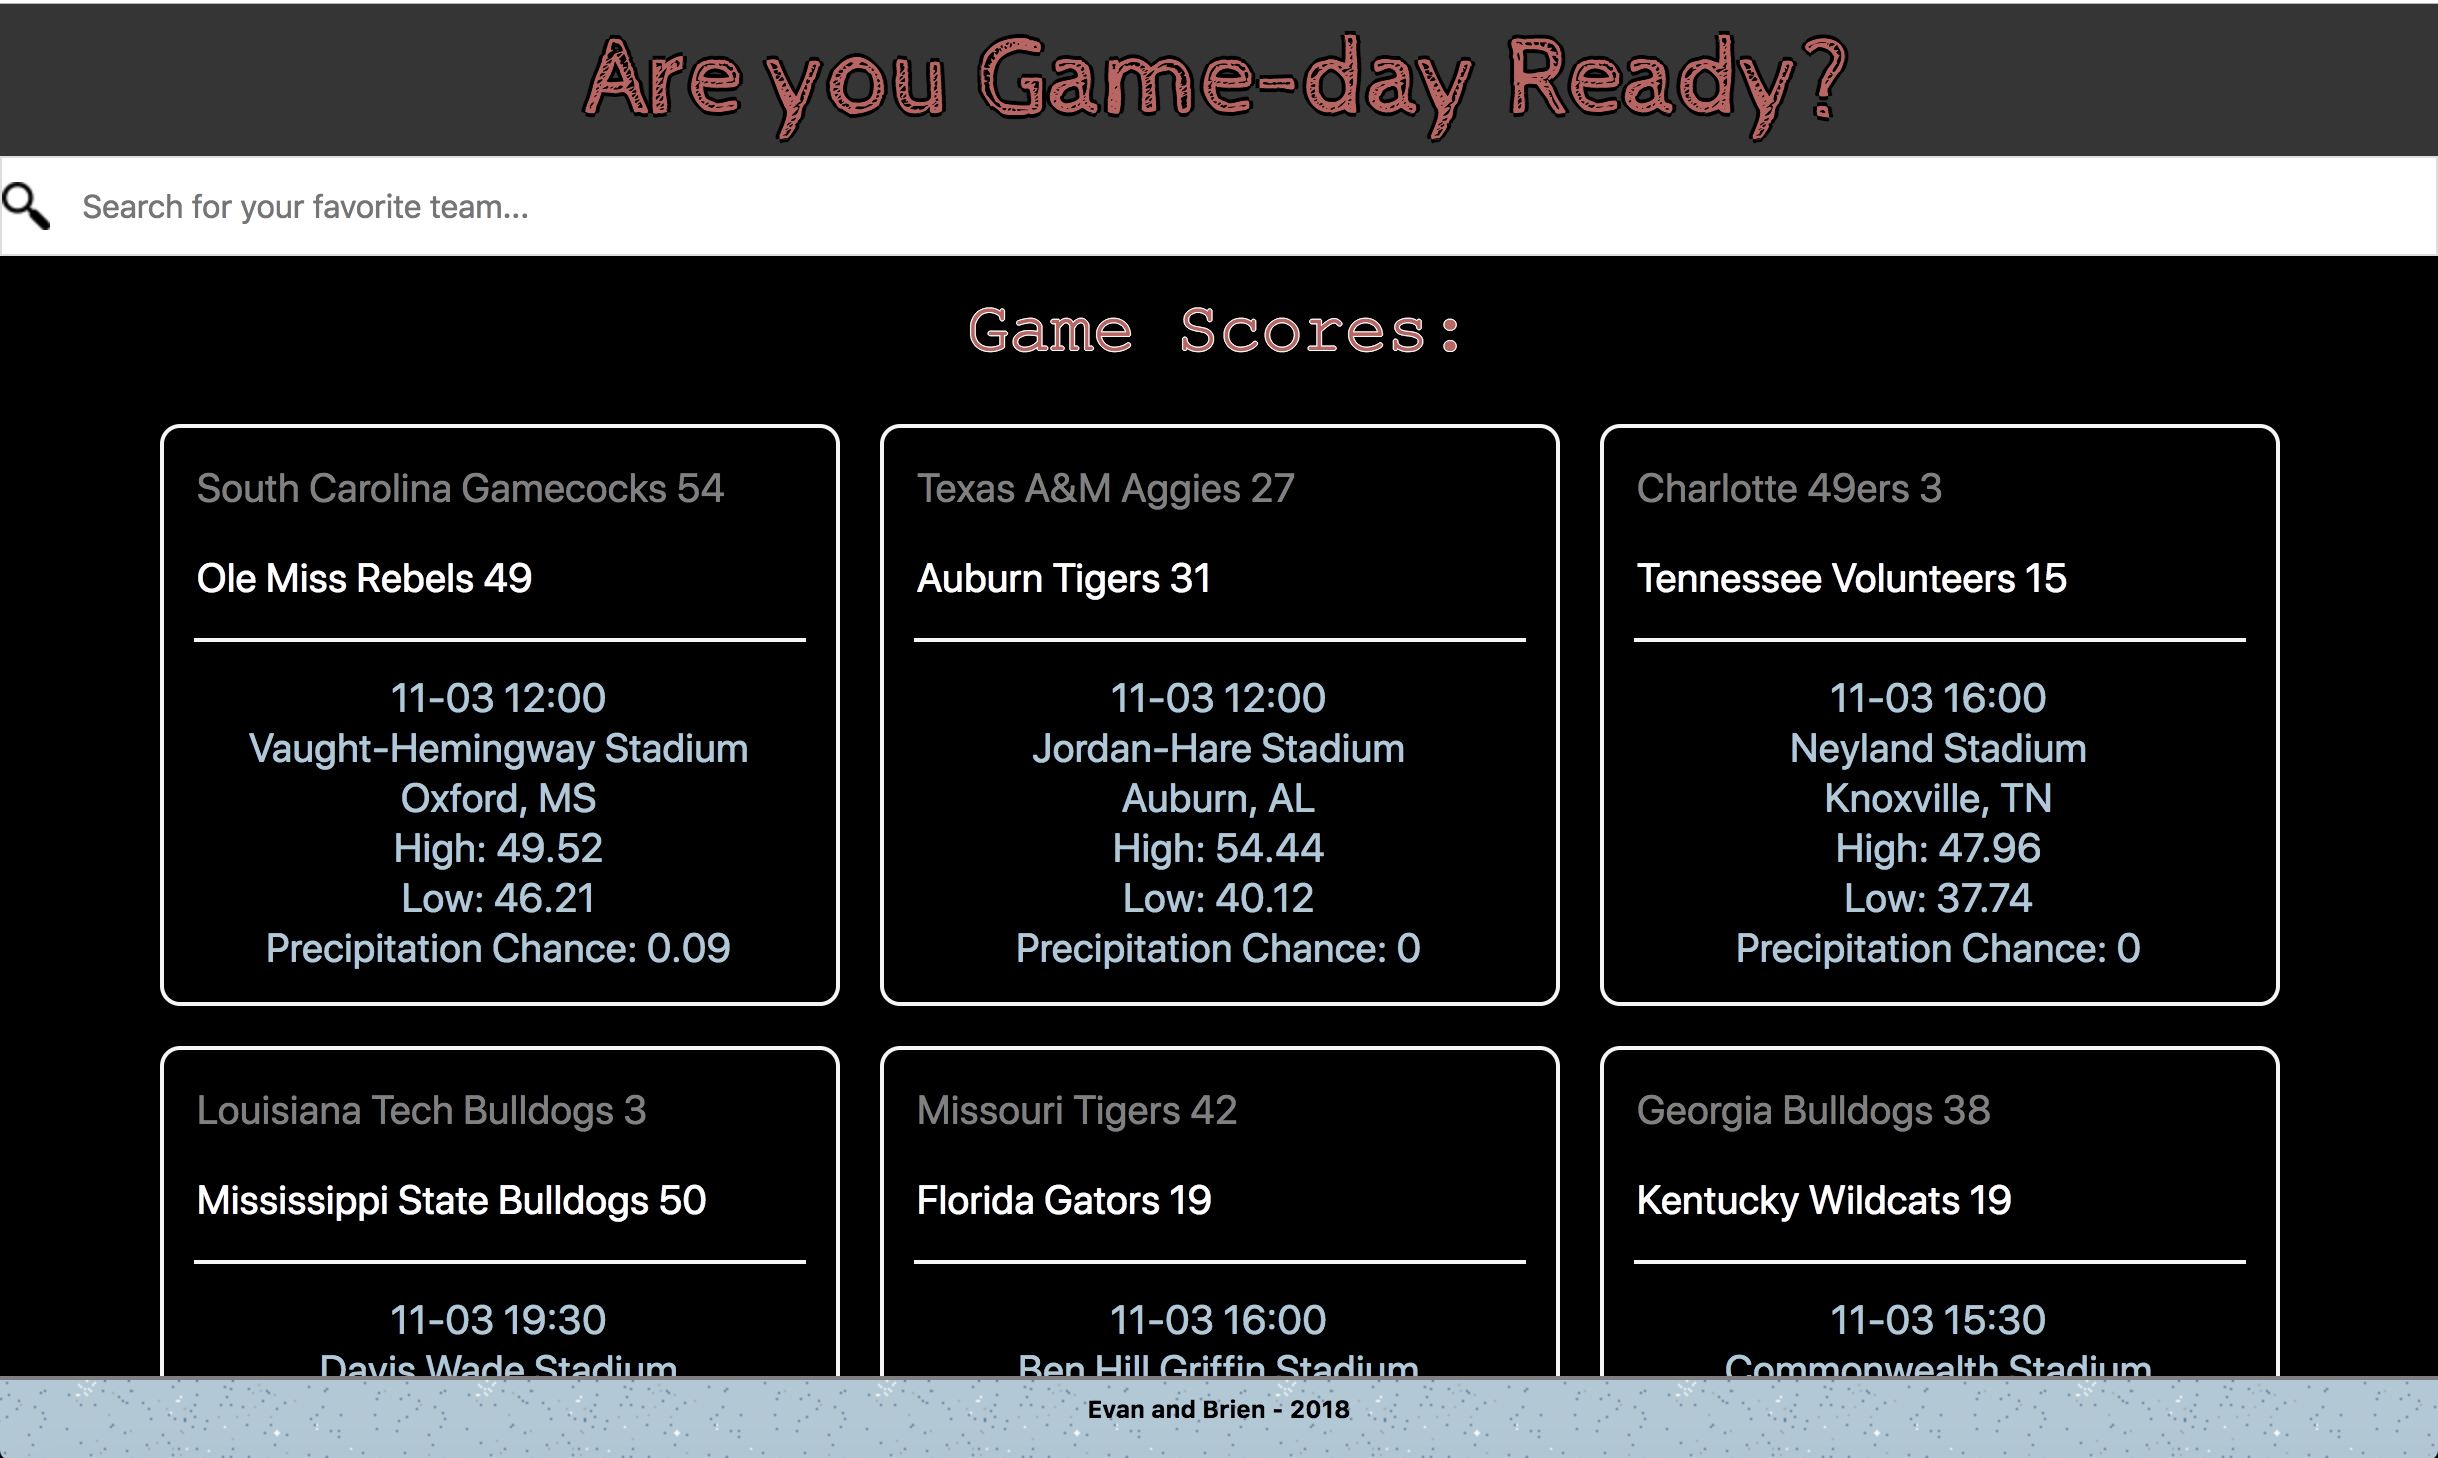 Are you Game-day Ready?
Search for your favorite team...
Game Scores:
South Carolina Gamecocks 54
Ole Miss Rebels 49
11-03 12:00
Vaught-Hemingway Stadium
Oxford, MS
High: 49.52
Low: 46.21
Precipitation Chance: 0.09
Texas A&M Aggies 27
Auburn Tigers 31
11-03 12:00
Jordan-Hare Stadium
Auburn, AL
High: 54.44
Low: 40.12
Precipitation Chance: 0
Charlotte 49ers 3
Tennessee Volunteers 15
11-03 16:00
Neyland Stadium
Knoxville, TN
High: 47.96
Low: 37.74
Precipitation Chance: 0
Louisiana Tech Bulldogs 3
Mississippi State Bulldogs 50
11-03 19:30
Davis Wade Stadium
Missouri Tigers 42
Florida Gators 19
11-03 16:00
Ben Hill Griffin Stadium
Georgia Bulldogs 38
Kentucky Wildcats 19
11-03 15:30
Commonwealth Stadium
Evan and Brien - 2018